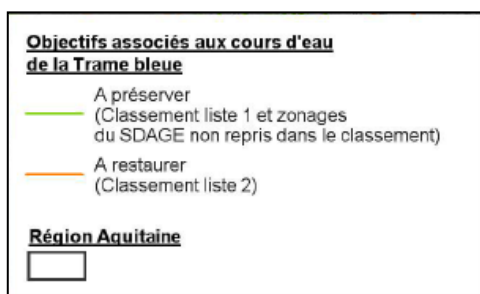 Objectifs associés aux cours d'eau
de la Trame bleue
A préserver
(Classement liste 1 et zonages
du SDAGE non repris dans le classement)
A restaurer
(Classement liste 2)
Région Aquitaine